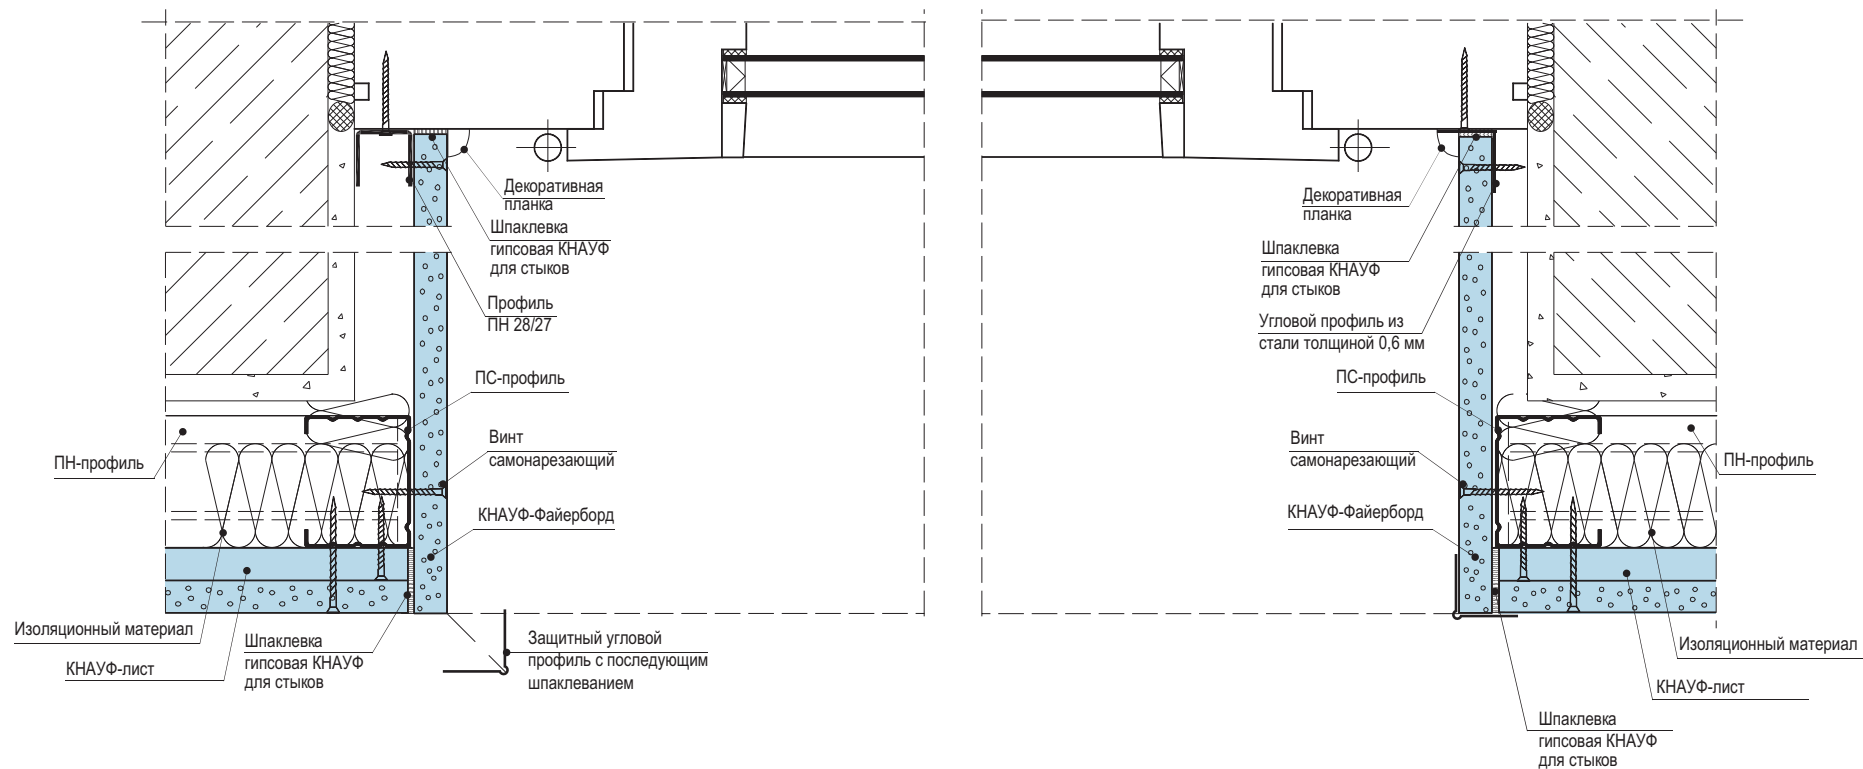 Декоративная
планка
Шпаклевка
гипсовая КНАУФ
для стыков
Профиль
ПН 28/27
ПС-профиль
Винт
самонарезающий
ПН-профиль
КНАУФ-Файерборд
Изоляционный материал
КНАУФ-лист
Шпаклевка
гипсовая КНАУФ
для стыков
Защитный угловой
профиль с последующим
шпаклеванием
Декоративная
планка
Шпаклевка
гипсовая КНАУФ
для стыков
Угловой профиль из
стали толщиной 0,6 мм
ПС-профиль
Винт
самонарезающий
ПН-профиль
КНАУФ-Файерборд
Изоляционный материал
КНАУФ-лист
Шпаклевка
гипсовая КНАУФ
для стыков